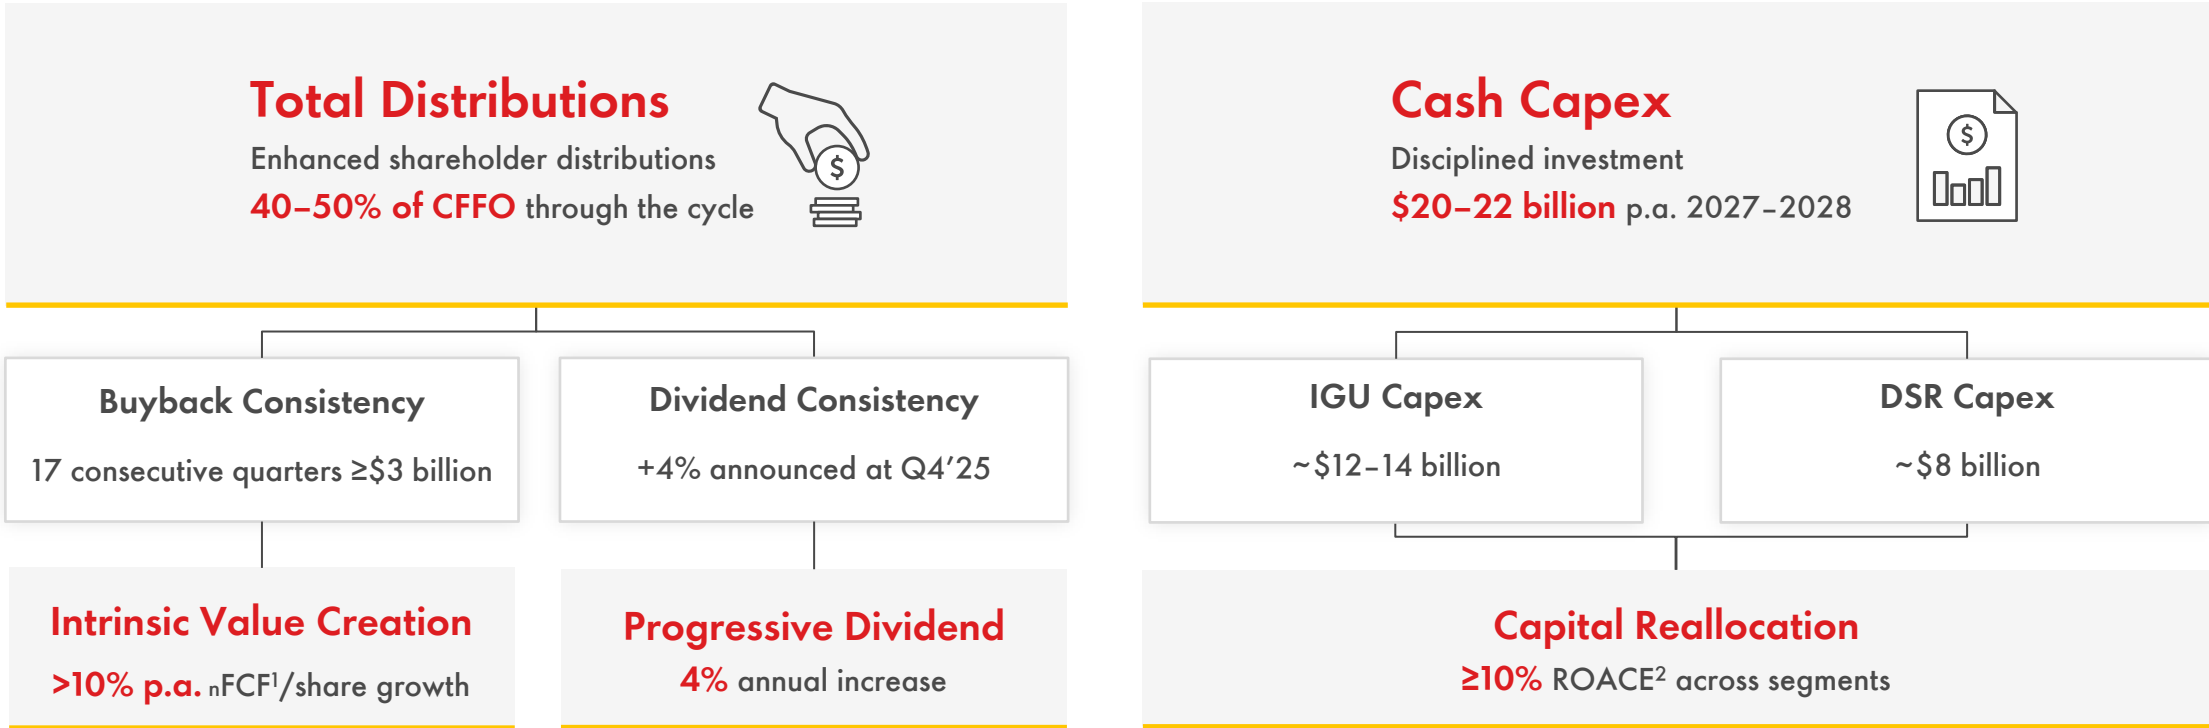 Total Distributions
Enhanced shareholder distributions
40–50% of CFFO through the cycle
$
Buyback Consistency
17 consecutive quarters ≥$3 billion
Dividend Consistency
+4% announced at Q4’25
Intrinsic Value Creation
>10% p.a. nFCF¹/share growth
Progressive Dividend
4% annual increase
Cash Capex
Disciplined investment
$20–22 billion p.a. 2027–2028
$
IGU Capex
~$12–14 billion
DSR Capex
~$8 billion
Capital Reallocation
≥10% ROACE² across segments